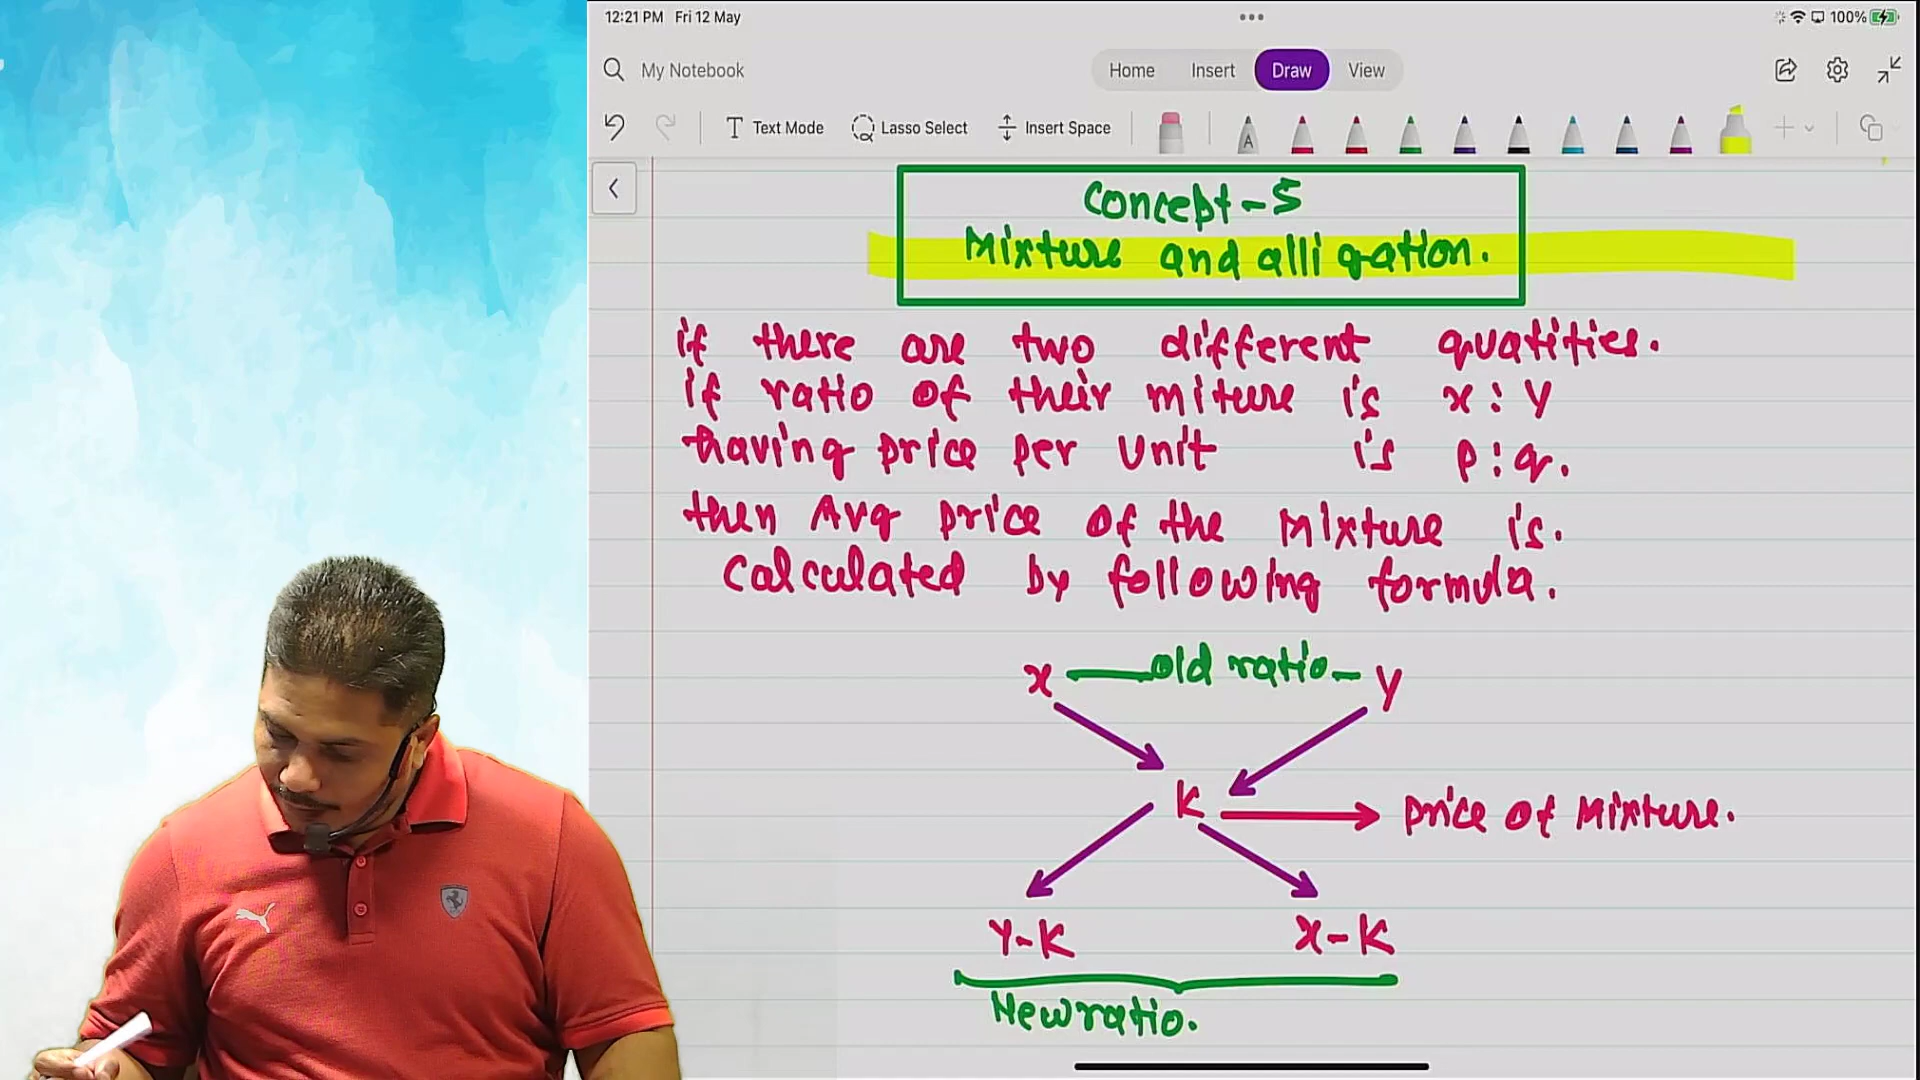 12:21 PM Fri 12 May
100%
My Notebook
Home Insert Draw View
Text Mode Lasso Select Insert Space
A
Concept-5
Mixture and alligation.
if there are two different quatities.
if ratio of their miture is x : y
having price per unit is p : q.
then Avg price of the Mixture is.
Calculated by following formula.
x old ratio y
K price of Mixture.
Y-K X-K
New ratio.